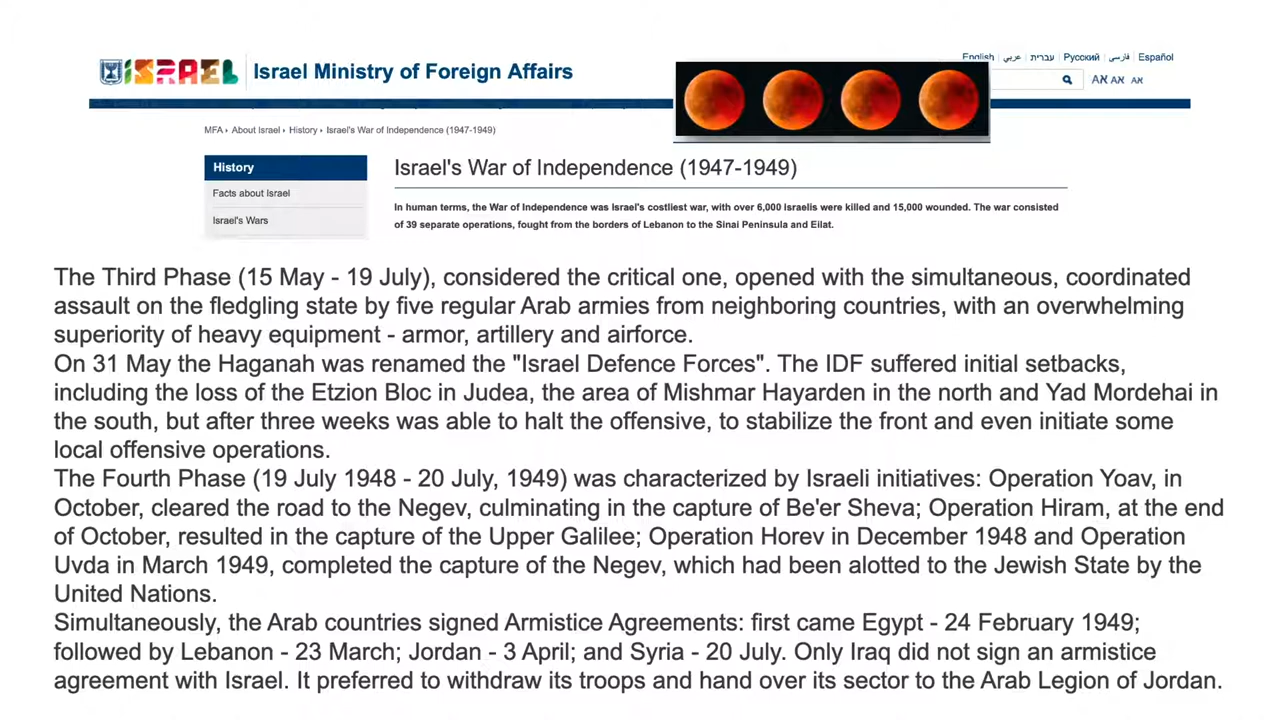 English عربي עברית Русский فارسی Español
ISRAEL Israel Ministry of Foreign Affairs
Aא Aא Aא
MFA› About Israel› History› Israel's War of Independence (1947-1949)
History
Facts about Israel
Israel's Wars
Israel's War of Independence (1947-1949)
In human terms, the War of Independence was Israel's costliest war, with over 6,000 Israelis were killed and 15,000 wounded. The war consisted
of 39 separate operations, fought from the borders of Lebanon to the Sinai Peninsula and Eilat.
The Third Phase (15 May - 19 July), considered the critical one, opened with the simultaneous, coordinated
assault on the fledgling state by five regular Arab armies from neighboring countries, with an overwhelming
superiority of heavy equipment - armor, artillery and airforce.
On 31 May the Haganah was renamed the "Israel Defence Forces". The IDF suffered initial setbacks,
including the loss of the Etzion Bloc in Judea, the area of Mishmar Hayarden in the north and Yad Mordehai in
the south, but after three weeks was able to halt the offensive, to stabilize the front and even initiate some
local offensive operations.
The Fourth Phase (19 July 1948 - 20 July, 1949) was characterized by Israeli initiatives: Operation Yoav, in
October, cleared the road to the Negev, culminating in the capture of Be'er Sheva; Operation Hiram, at the end
of October, resulted in the capture of the Upper Galilee; Operation Horev in December 1948 and Operation
Uvda in March 1949, completed the capture of the Negev, which had been alotted to the Jewish State by the
United Nations.
Simultaneously, the Arab countries signed Armistice Agreements: first came Egypt - 24 February 1949;
followed by Lebanon - 23 March; Jordan - 3 April; and Syria - 20 July. Only Iraq did not sign an armistice
agreement with Israel. It preferred to withdraw its troops and hand over its sector to the Arab Legion of Jordan.